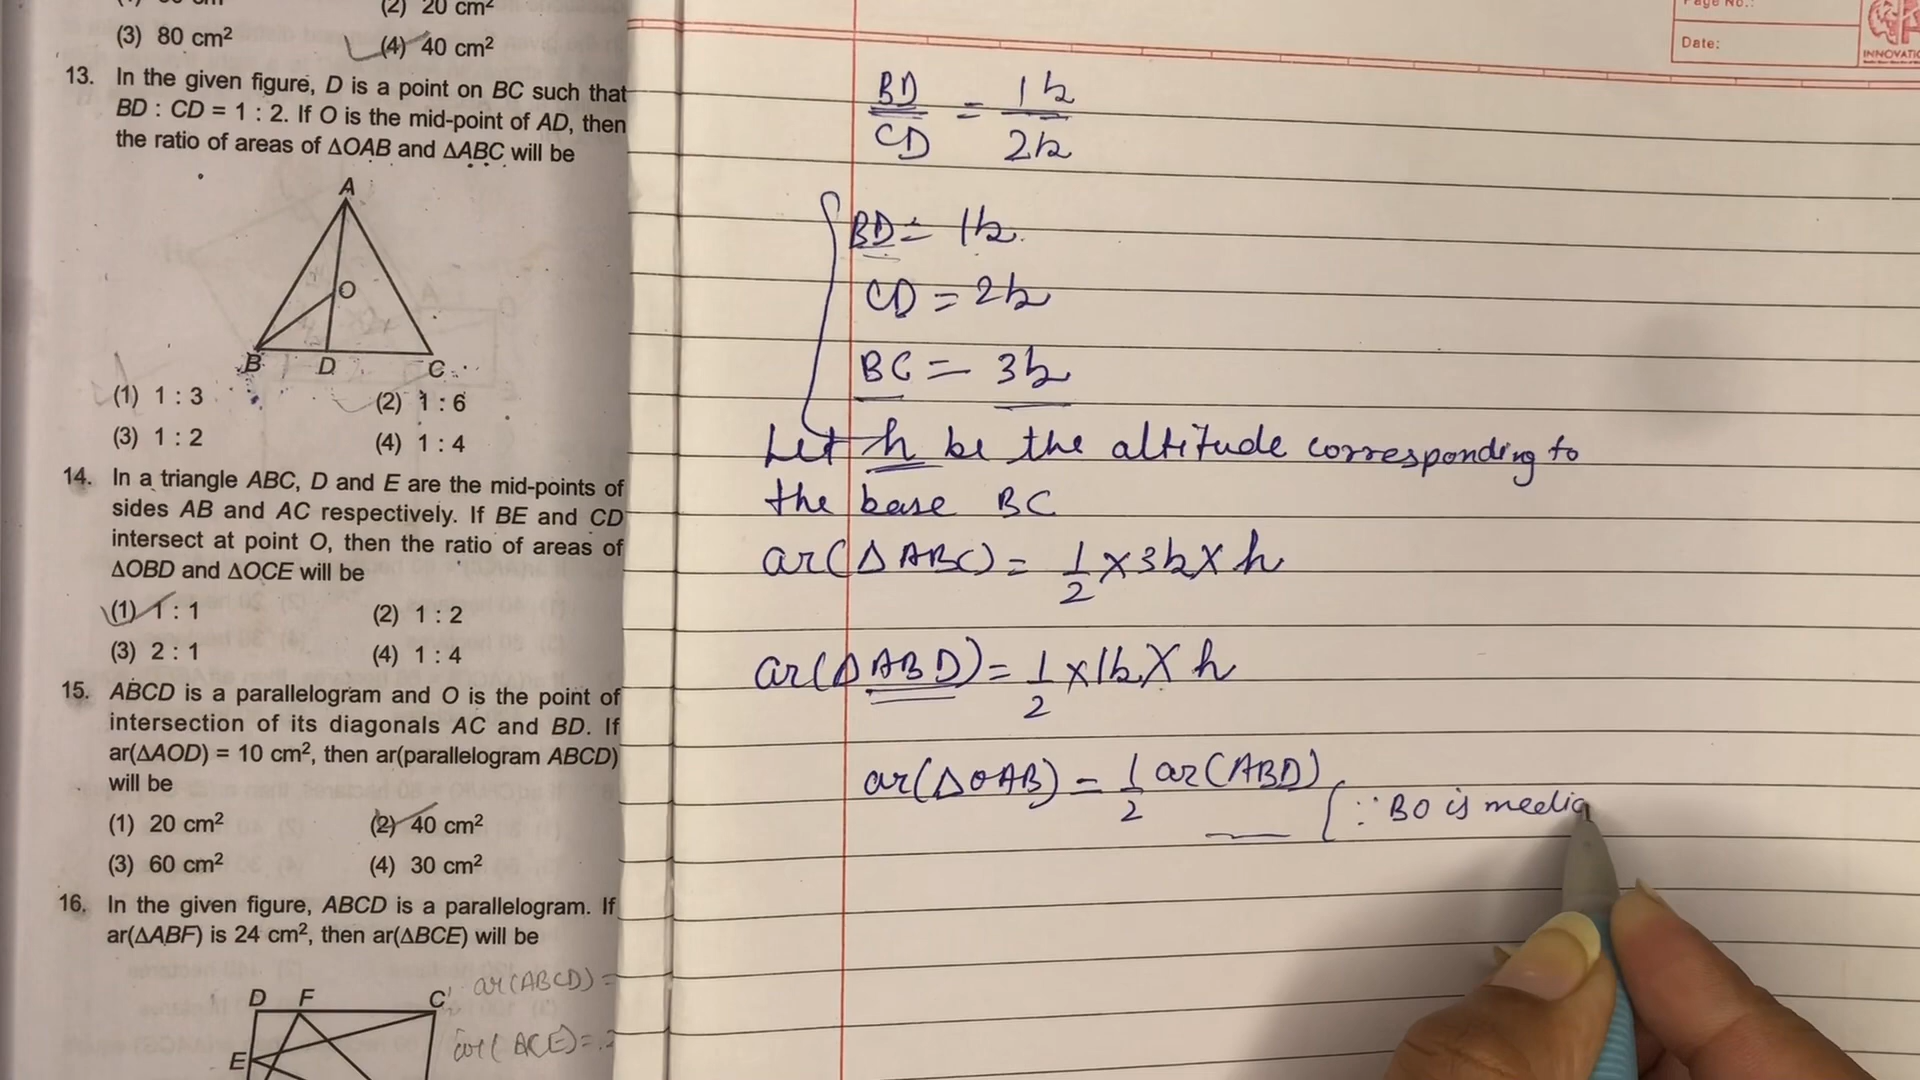 (2) 20 cm²
(3) 80 cm²
(4) 40 cm²
13. In the given figure, D is a point on BC such that
BD : CD = 1 : 2. If O is the mid-point of AD, then
the ratio of areas of ΔOAB and ΔABC will be
A
O
B
D
C
(1) 1 : 3
(2) 1 : 6
(3) 1 : 2
(4) 1 : 4
14. In a triangle ABC, D and E are the mid-points of
sides AB and AC respectively. If BE and CD
intersect at point O, then the ratio of areas of
ΔOBD and ΔOCE will be
(1) 1 : 1
(2) 1 : 2
(3) 2 : 1
(4) 1 : 4
15. ABCD is a parallelogram and O is the point of
intersection of its diagonals AC and BD. If
ar(ΔAOD) = 10 cm², then ar(parallelogram ABCD)
will be
(1) 20 cm²
(2) 40 cm²
(3) 60 cm²
(4) 30 cm²
16. In the given figure, ABCD is a parallelogram. If
ar(ΔABF) is 24 cm², then ar(ΔBCE) will be
D F C
E
ar(ABCD) =
ar(BCE) =
Page No.:
Date:
BD/CD = 1k/2k
BD = 1k.
CD = 2k
BC = 3k
Let h be the altitude corresponding to
the base BC
ar(ΔABC) = 1/2 × 3k × h
ar(ΔABD) = 1/2 × 1k × h
ar(ΔOAB) = 1/2 ar(ABD)
[∵ BO is media